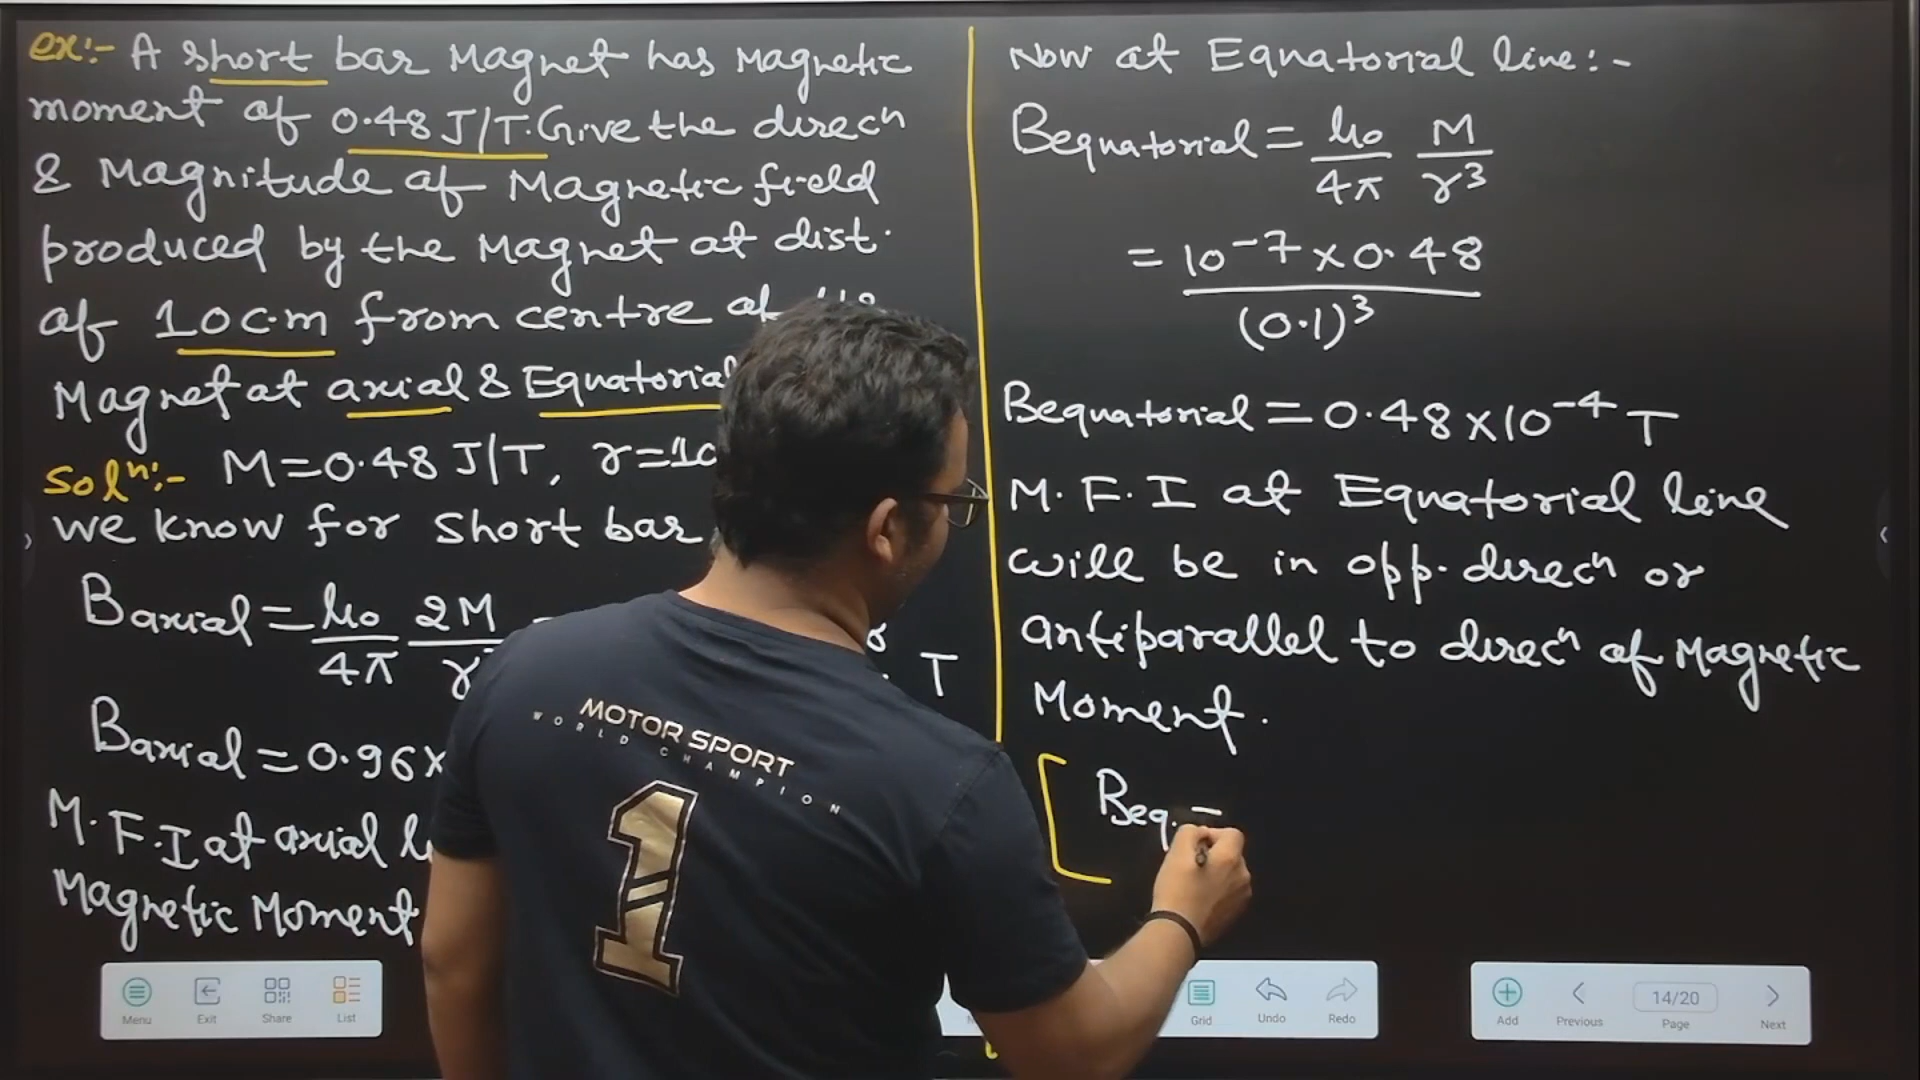 ex:- A short bar Magnet has Magnetic
moment of 0.48 J/T. Give the direcⁿ
& Magnitude of Magnetic field
produced by the Magnet at dist.
of 10 c.m from centre of
Magnet at axial & Equatorial
Solⁿ:- M=0.48 J/T, r=10
we know for short bar
Baxial = μ₀/4π 2M/r T
Baxial = 0.96×
M.F.I at axial
Magnetic Moment
Now at Equatorial line:-
Bequatorial = μ₀/4π M/r³
= 10⁻⁷×0.48/(0.1)³
Bequatorial = 0.48×10⁻⁴ T
M.F.I at Equatorial line
will be in opp. direcⁿ or
antiparallel to direcⁿ of Magnetic
Moment.
Beq.
MOTOR SPORT
WORLD CHAMPION
1
Menu Exit Share List
Grid Undo Redo
Add Previous 14/20 Page Next